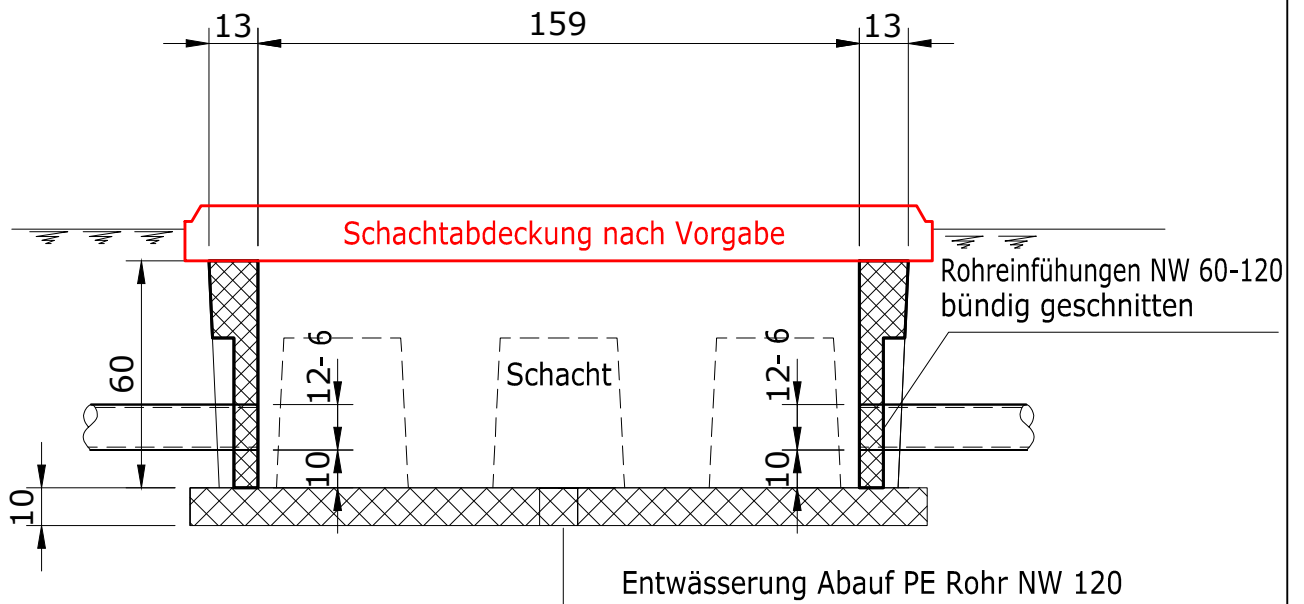 13 159 13
Schachtabdeckung nach Vorgabe
Rohreinfühungen NW 60-120
bündig geschnitten
60
12- 6
Schacht
12- 6
10
10
10
Entwässerung Abauf PE Rohr NW 120